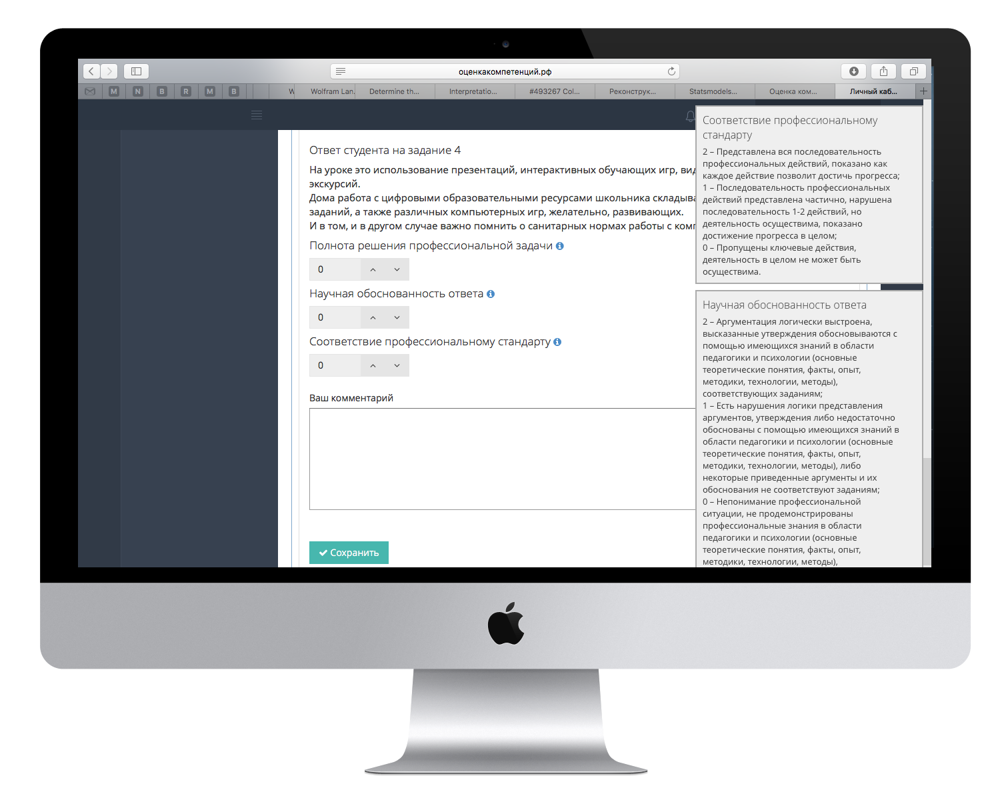 оценкакомпетенций.рф
M N B R M B W Wolfram Lan. Determine th... Interpretatio... #493267 Col... Реконструк... Statsmodels... Оценка ком... Личный каб...
Ответ студента на задание 4
На уроке это использование презентаций, интерактивных обучающих игр,
экскурсий.
Дома работа с цифровыми образовательными ресурсами школьника
заданий, а также различных компьютерных игр, желательно, развивающих.
И в том, и в другом случае важно помнить о санитарных нормах работы с
Полнота решения профессиональной задачи
0
Научная обоснованность ответа
0
Соответствие профессиональному стандарту
0
Ваш комментарий
Сохранить
Соответствие профессиональному
стандарту
2 – Представлена вся последовательность
профессиональных действий, показано как
каждое действие позволит достичь прогресса;
1 – Последовательность профессиональных
действий представлена частично, нарушена
последовательность 1-2 действий, но
деятельность осуществима, показано
достижение прогресса в целом;
0 – Пропущены ключевые действия,
деятельность в целом не может быть
осуществима.
Научная обоснованность ответа
2 – Аргументация логически выстроена,
высказанные утверждения обосновываются с
помощью имеющихся знаний в области
педагогики и психологии (основные
теоретические понятия, факты, опыт,
методики, технологии, методы),
соответствующих заданиям;
1 – Есть нарушения логики представления
аргументов, утверждения либо недостаточно
обоснованы с помощью имеющихся знаний в
области педагогики и психологии (основные
теоретические понятия, факты, опыт,
методики, технологии, методы), либо
некоторые приведенные аргументы и их
обоснования не соответствуют заданиям;
0 – Непонимание профессиональной
ситуации, не продемонстрированы
профессиональные знания в области
педагогики и психологии (основные
теоретические понятия, факты, опыт,
методики, технологии, методы),